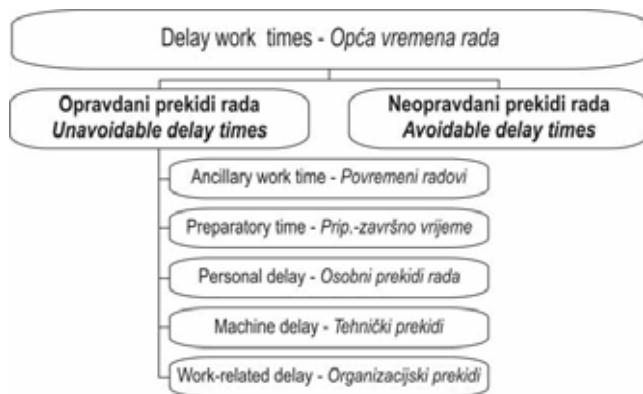 Delay work times - Opća vremena rada
Opravdani prekidi rada
Unavoidable delay times
Neopravdani prekidi rada
Avoidable delay times
Ancillary work time - Povremeni radovi
Preparatory time - Prip.-završno vrijeme
Personal delay - Osobni prekidi rada
Machine delay - Tehnički prekidi
Work-related delay - Organizacijski prekidi